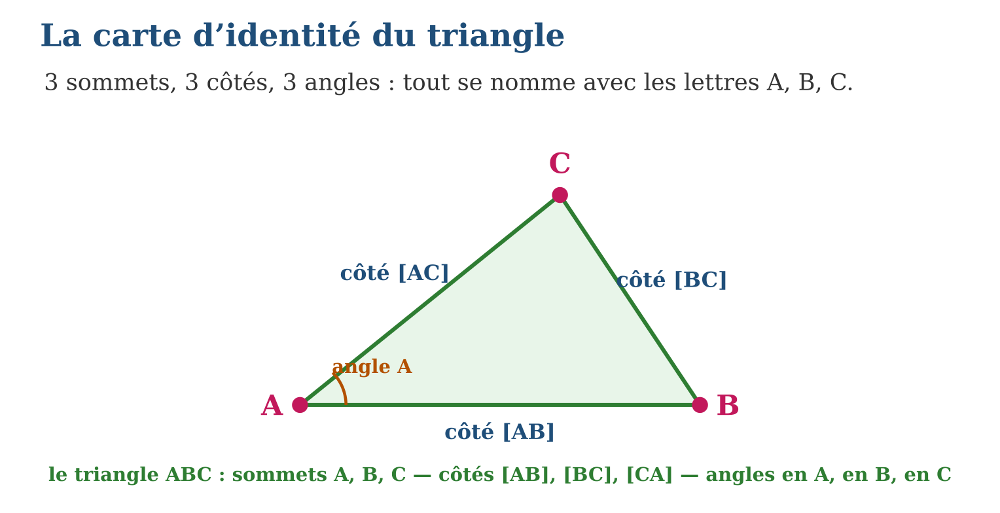 La carte d’identité du triangle
3 sommets, 3 côtés, 3 angles : tout se nomme avec les lettres A, B, C.
C
côté [AC]
côté [BC]
angle A
A
B
côté [AB]
le triangle ABC : sommets A, B, C — côtés [AB], [BC], [CA] — angles en A, en B, en C